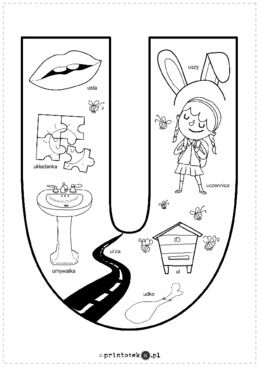 usta
uszy
układanka
uczennica
umywalka
ulica
ul
udko
©printoteka.pl